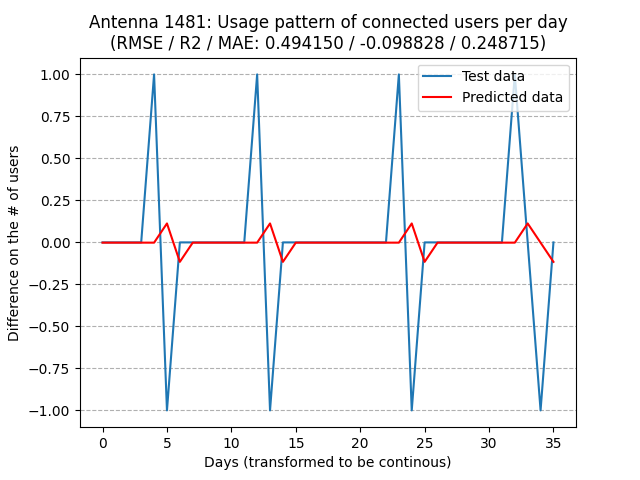 Antenna 1481: Usage pattern of connected users per day
(RMSE / R2 / MAE: 0.494150 / -0.098828 / 0.248715)
Test data
Predicted data
1.00
0.75
0.50
0.25
0.00
−0.25
−0.50
−0.75
−1.00
Difference on the # of users
0 5 10 15 20 25 30 35
Days (transformed to be continous)